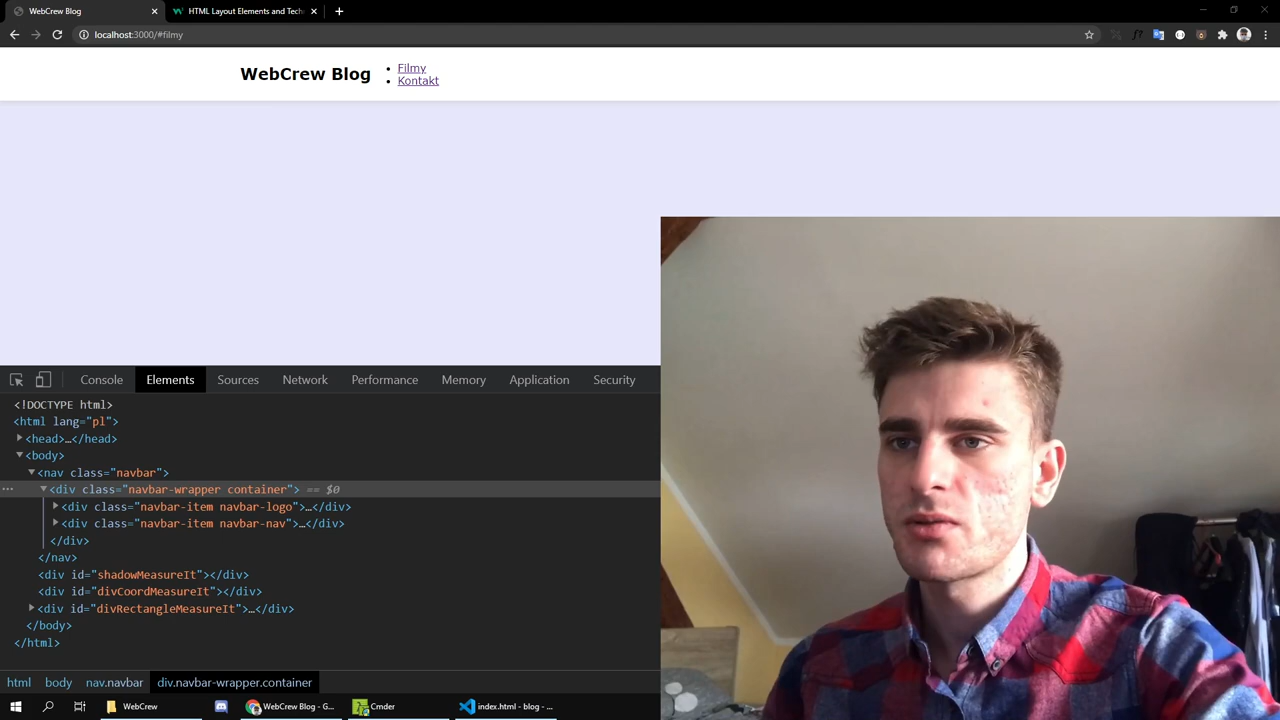 WebCrew Blog
HTML Layout Elements and Tech
localhost:3000/#filmy
WebCrew Blog
Filmy
Kontakt
Console Elements Sources Network Performance Memory Application Security
<!DOCTYPE html>
<html lang="pl">
<head>…</head>
<body>
<nav class="navbar">
<div class="navbar-wrapper container"> == $0
<div class="navbar-item navbar-logo">…</div>
<div class="navbar-item navbar-nav">…</div>
</div>
</nav>
<div id="shadowMeasureIt"></div>
<div id="divCoordMeasureIt"></div>
<div id="divRectangleMeasureIt">…</div>
</body>
</html>
html body nav.navbar div.navbar-wrapper.container
WebCrew WebCrew Blog - G... Cmder index.html - blog - ...